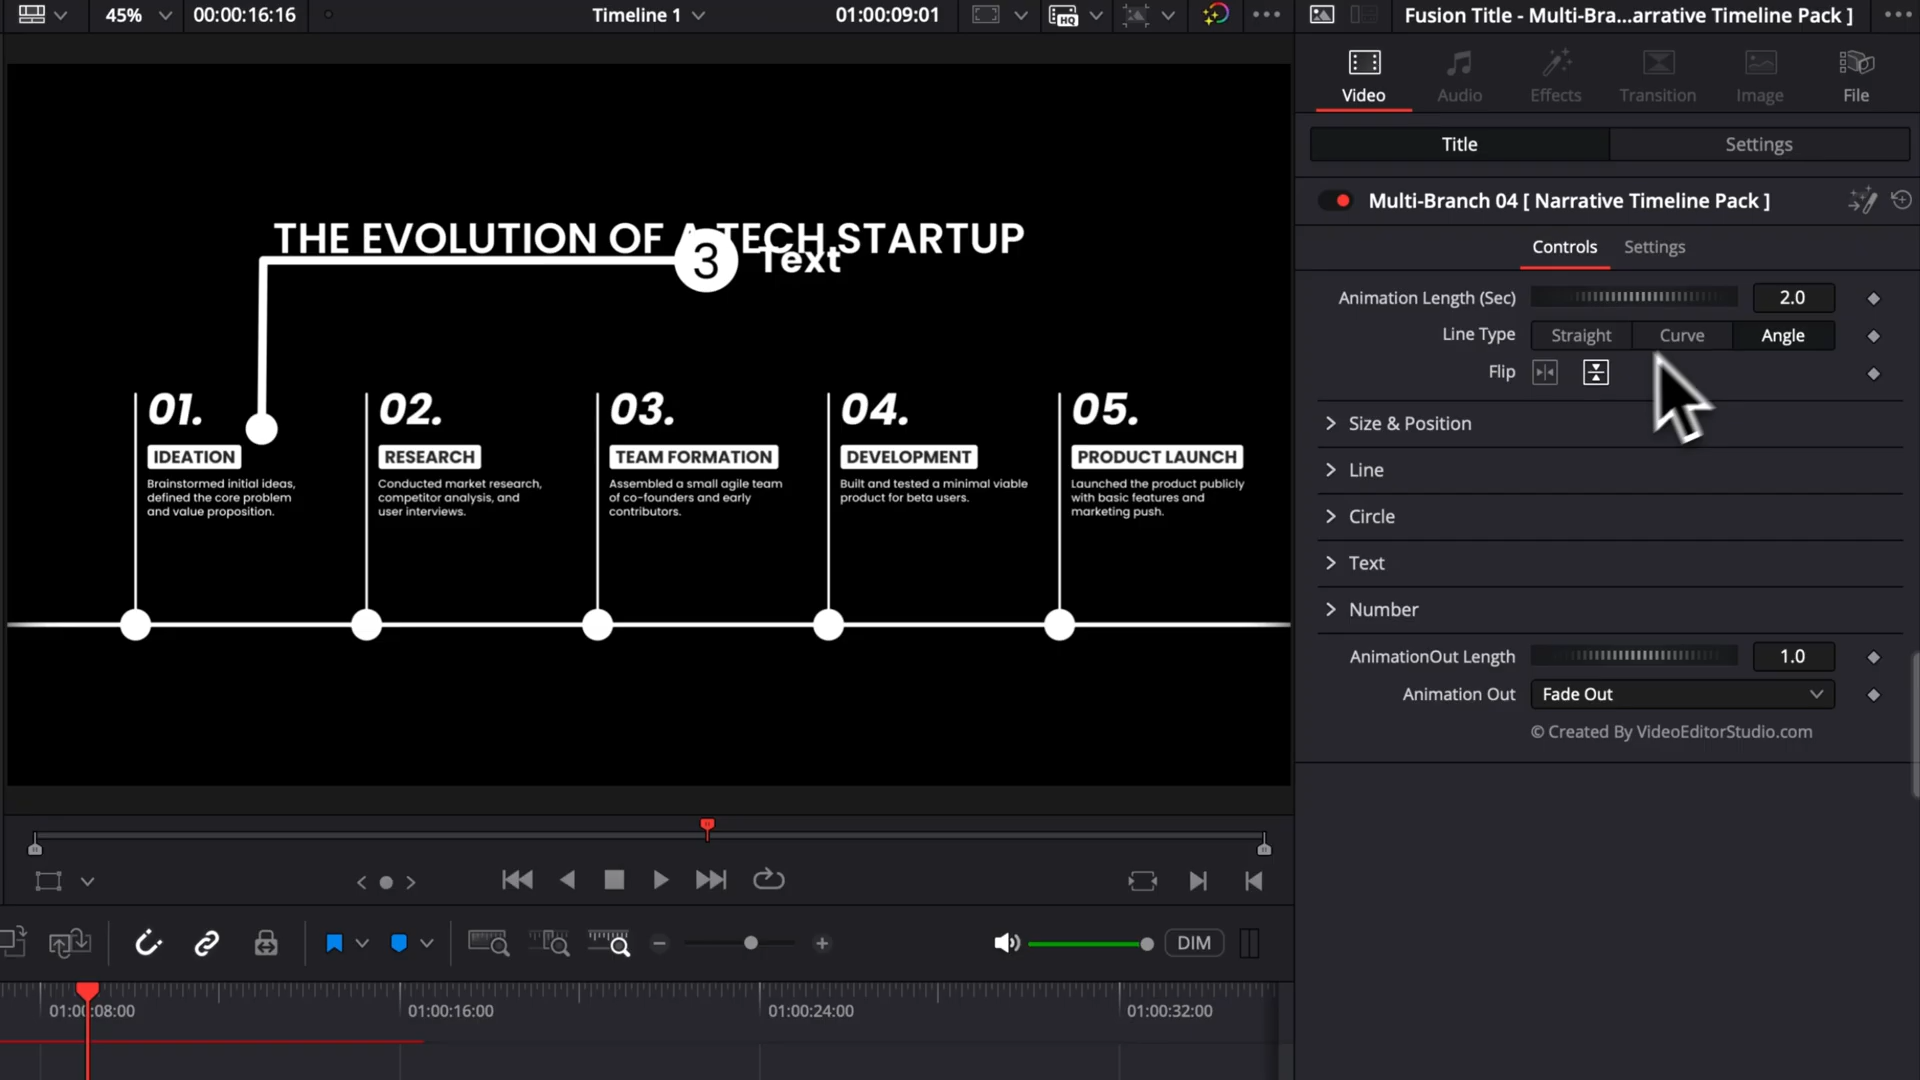 45%
00:00:16:16
Timeline 1
01:00:09:01
HQ
Fusion Title - Multi-Bra...arrative Timeline Pack ]
Video
Audio
Effects
Transition
Image
File
Title
Settings
Multi-Branch 04 [ Narrative Timeline Pack ]
Controls
Settings
Animation Length (Sec)
2.0
Line Type
Straight
Curve
Angle
Flip
Size & Position
Line
Circle
Text
Number
AnimationOut Length
1.0
Animation Out
Fade Out
© Created By VideoEditorStudio.com
THE EVOLUTION OF A TECH STARTUP
3
Text
01.
IDEATION
Brainstormed initial ideas,
defined the core problem
and value proposition.
02.
RESEARCH
Conducted market research,
competitor analysis, and
user interviews.
03.
TEAM FORMATION
Assembled a small agile team
of co-founders and early
contributors.
04.
DEVELOPMENT
Built and tested a minimal viable
product for beta users.
05.
PRODUCT LAUNCH
Launched the product publicly
with basic features and
marketing push.
DIM
01:00:08:00
01:00:16:00
01:00:24:00
01:00:32:00